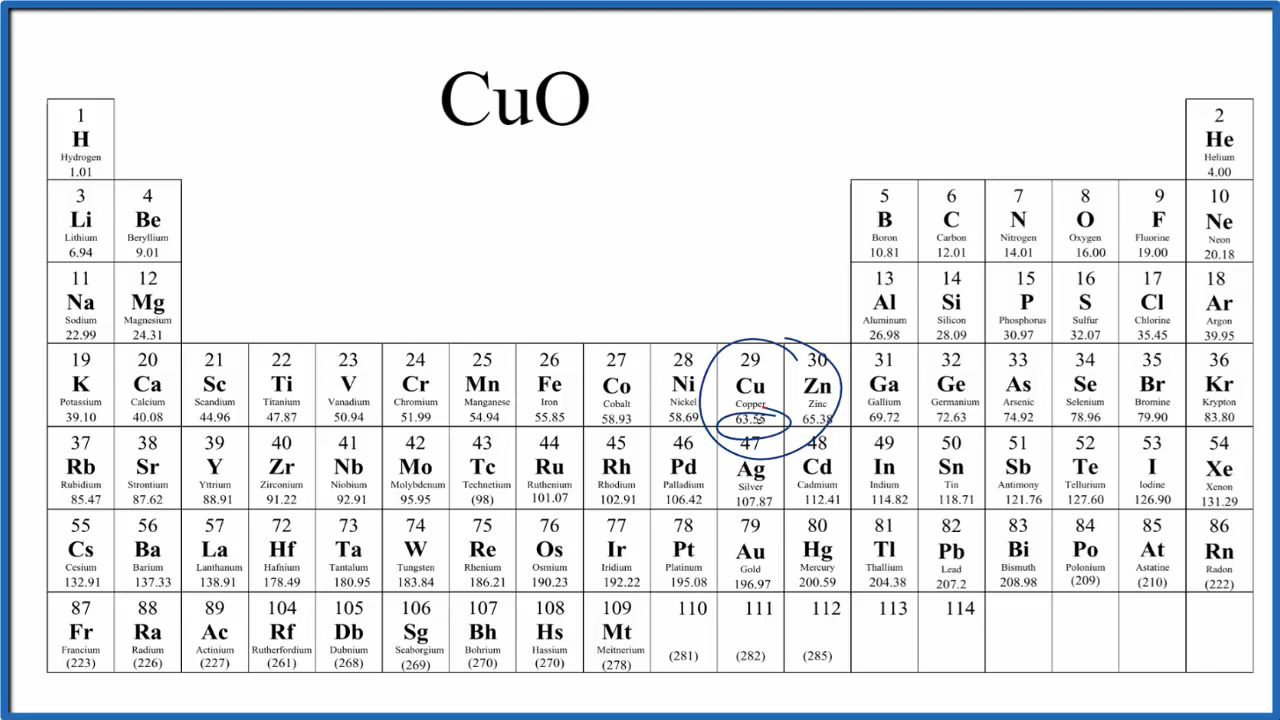 CuO
1 2
H He
Hydrogen Helium
1.01 4.00
3 4 5 6 7 8 9 10
Li Be B C N O F Ne
Lithium Beryllium Boron Carbon Nitrogen Oxygen Fluorine Neon
6.94 9.01 10.81 12.01 14.01 16.00 19.00 20.18
11 12 13 14 15 16 17 18
Na Mg Al Si P S Cl Ar
Sodium Magnesium Aluminum Silicon Phosphorus Sulfur Chlorine Argon
22.99 24.31 26.98 28.09 30.97 32.07 35.45 39.95
19 20 21 22 23 24 25 26 27 28 29 30 31 32 33 34 35 36
K Ca Sc Ti V Cr Mn Fe Co Ni Cu Zn Ga Ge As Se Br Kr
Potassium Calcium Scandium Titanium Vanadium Chromium Manganese Iron Cobalt Nickel Copper Zinc Gallium Germanium Arsenic Selenium Bromine Krypton
39.10 40.08 44.96 47.87 50.94 51.99 54.94 55.85 58.93 58.69 63.55 65.38 69.72 72.63 74.92 78.96 79.90 83.80
37 38 39 40 41 42 43 44 45 46 47 48 49 50 51 52 53 54
Rb Sr Y Zr Nb Mo Tc Ru Rh Pd Ag Cd In Sn Sb Te I Xe
Rubidium Strontium Yttrium Zirconium Niobium Molybdenum Technetium Ruthenium Rhodium Palladium Silver Cadmium Indium Tin Antimony Tellurium Iodine Xenon
85.47 87.62 88.91 91.22 92.91 95.95 (98) 101.07 102.91 106.42 107.87 112.41 114.82 118.71 121.76 127.60 126.90 131.29
55 56 57 72 73 74 75 76 77 78 79 80 81 82 83 84 85 86
Cs Ba La Hf Ta W Re Os Ir Pt Au Hg Tl Pb Bi Po At Rn
Cesium Barium Lanthanum Hafnium Tantalum Tungsten Rhenium Osmium Iridium Platinum Gold Mercury Thallium Lead Bismuth Polonium Astatine Radon
132.91 137.33 138.91 178.49 180.95 183.84 186.21 190.23 192.22 195.08 196.97 200.59 204.38 207.2 208.98 (209) (210) (222)
87 88 89 104 105 106 107 108 109 110 111 112 113 114
Fr Ra Ac Rf Db Sg Bh Hs Mt
Francium Radium Actinium Rutherfordium Dubnium Seaborgium Bohrium Hassium Meitnerium
(223) (226) (227) (261) (268) (269) (270) (270) (278) (281) (282) (285)